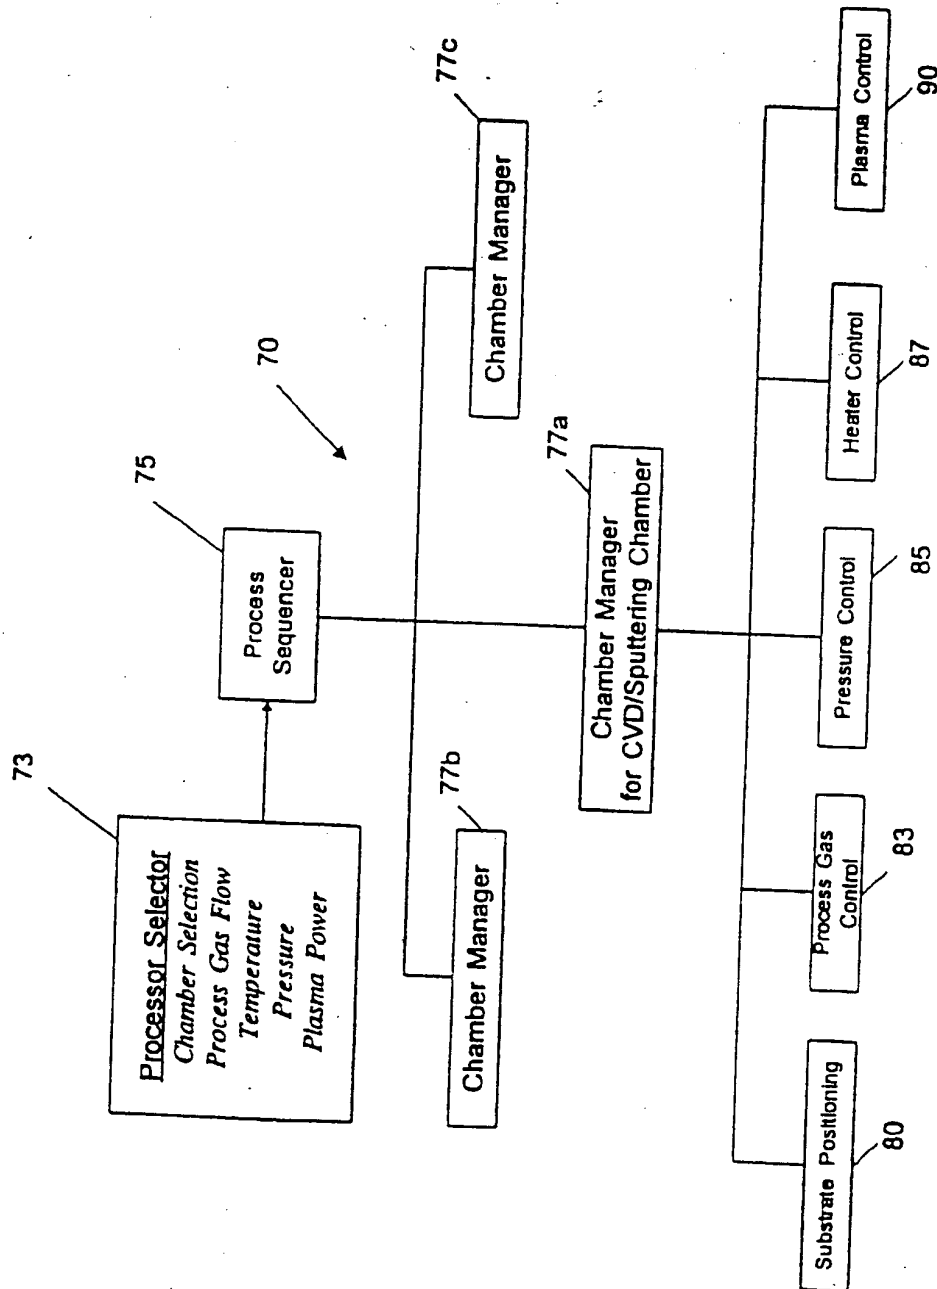 73
Processor Selector
Chamber Selection
Process Gas Flow
Temperature
Pressure
Plasma Power
75
Process
Sequencer
70
77b
Chamber Manager
77c
Chamber Manager
77a
Chamber Manager
for CVD/Sputtering Chamber
Substrate Positioning
80
Process Gas
Control
83
Pressure Control
85
Heater Control
87
Plasma Control
90